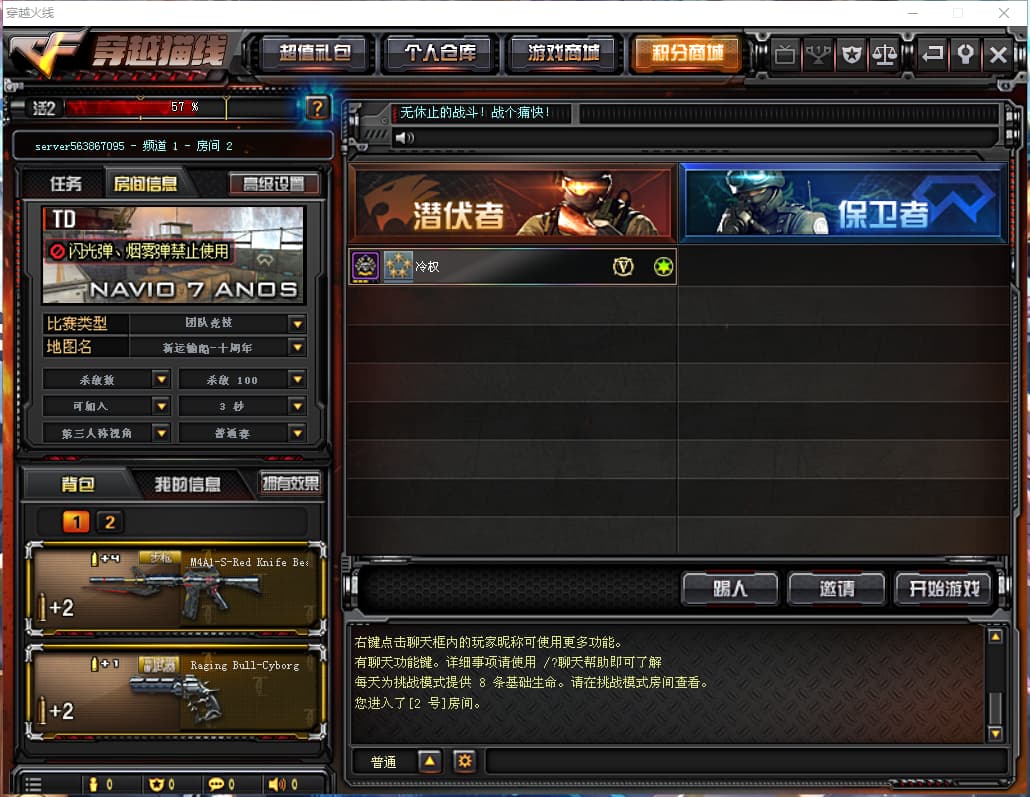 穿越火线
穿越猫线
超值礼包
个人仓库
游戏商城
积分商城
活2
57 %
?
无休止的战斗！战个痛快！
server563867095 - 频道 1 - 房间 2
任务
房间信息
高级设置
TD
闪光弹、烟雾弹禁止使用
NAVIO 7 ANOS
比赛类型
团队竞技
地图名
新运输船-十周年
杀敌数
杀敌 100
可加入
3 秒
第三人称视角
普通赛
潜伏者
保卫者
冷权
V
背包
我的信息
拥有效果
1
2
+4
步枪
M4A1-S-Red Knife Bea
+2
+1
副武器
Raging Bull-Cyborg
+2
踢人
邀请
开始游戏
右键点击聊天框内的玩家昵称可使用更多功能。
有聊天功能键。详细事项请使用 /?聊天帮助即可了解
每天为挑战模式提供 8 条基础生命。请在挑战模式房间查看。
您进入了[2 号]房间。
普通
0
0
0
0